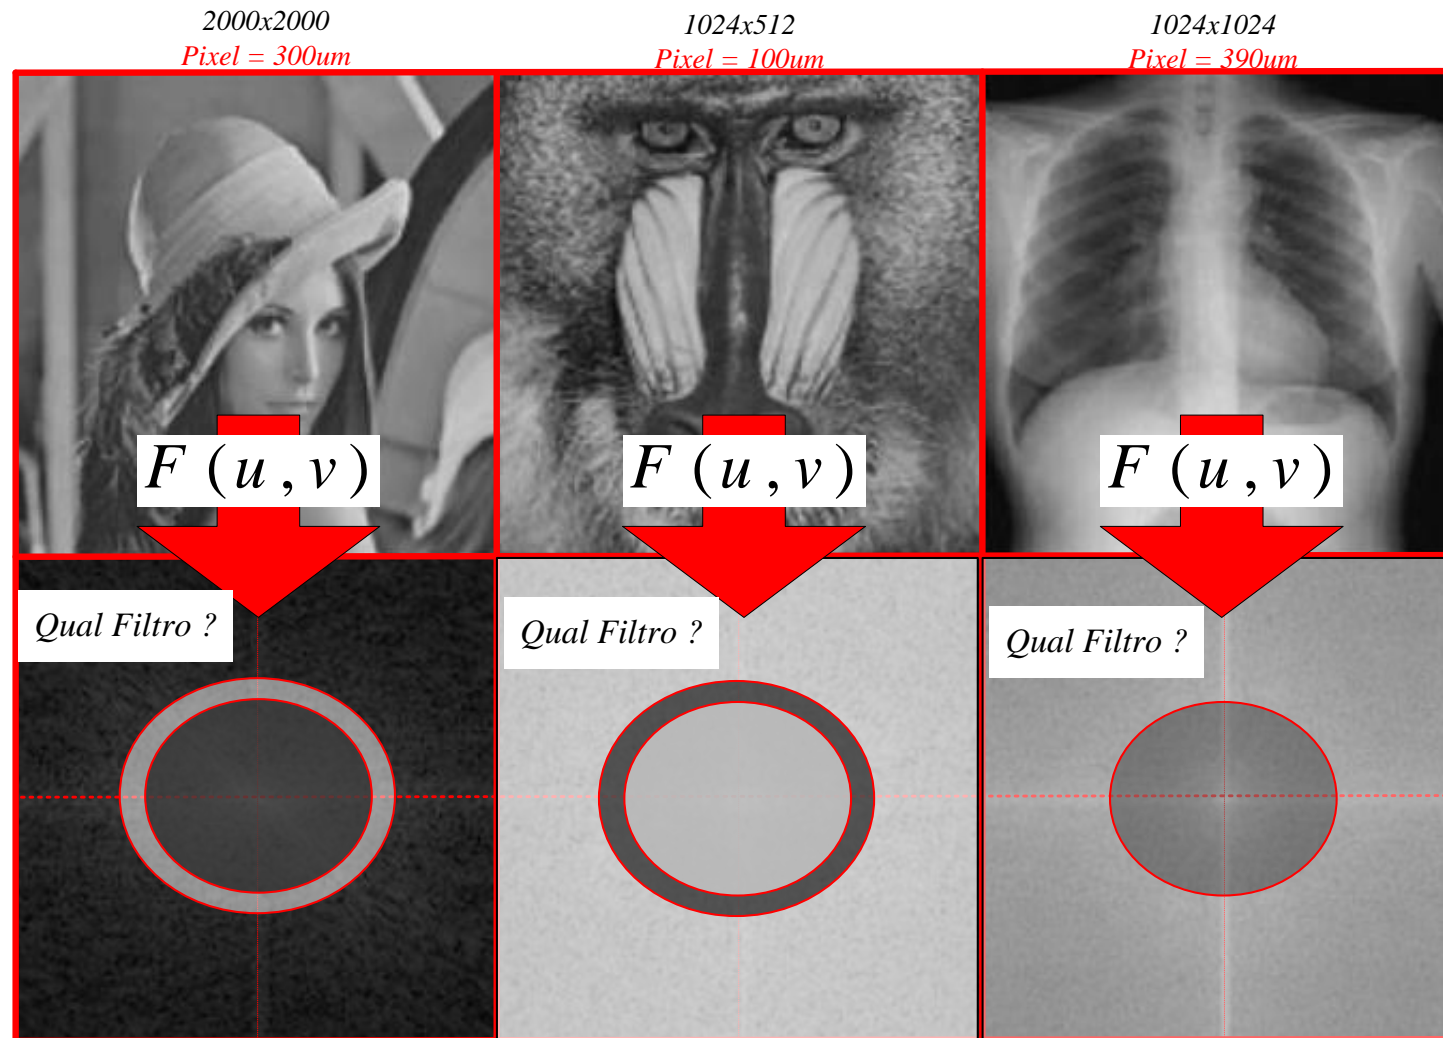 2000x2000
Pixel = 300um
1024x512
Pixel = 100um
1024x1024
Pixel = 390um
F (u , v)
F (u , v)
F (u , v)
Qual Filtro ?
Qual Filtro ?
Qual Filtro ?